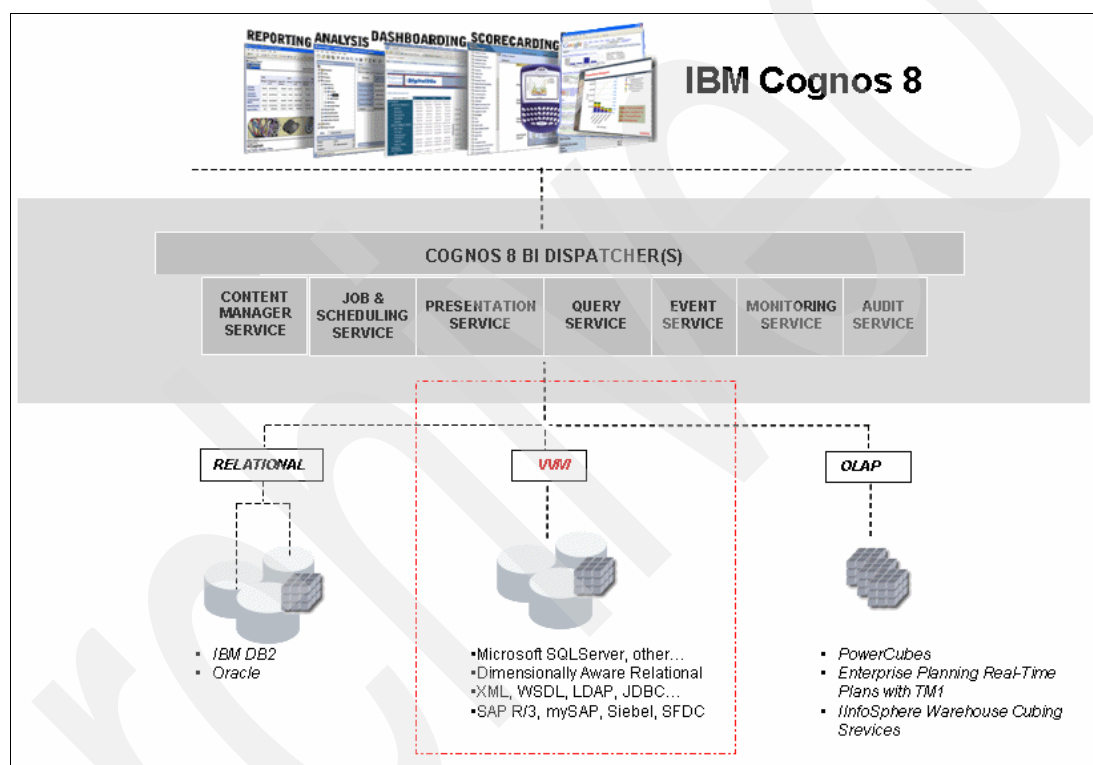 REPORTING ANALYSIS DASHBOARDING SCORECARDING
IBM Cognos 8
COGNOS 8 BI DISPATCHER(S)
CONTENT
MANAGER
SERVICE
JOB &
SCHEDULING
SERVICE
PRESENTATION
SERVICE
QUERY
SERVICE
EVENT
SERVICE
MONITORING
SERVICE
AUDIT
SERVICE
RELATIONAL
VVM
OLAP
• IBM DB2
• Oracle
▪Microsoft SQLServer, other…
▪Dimensionally Aware Relational
▪XML, WSDL, LDAP, JDBC…
▪SAP R/3, mySAP, Siebel, SFDC
• PowerCubes
• Enterprise Planning Real-Time
Plans with TM1
• IInfoSphere Warehouse Cubing
Srevices